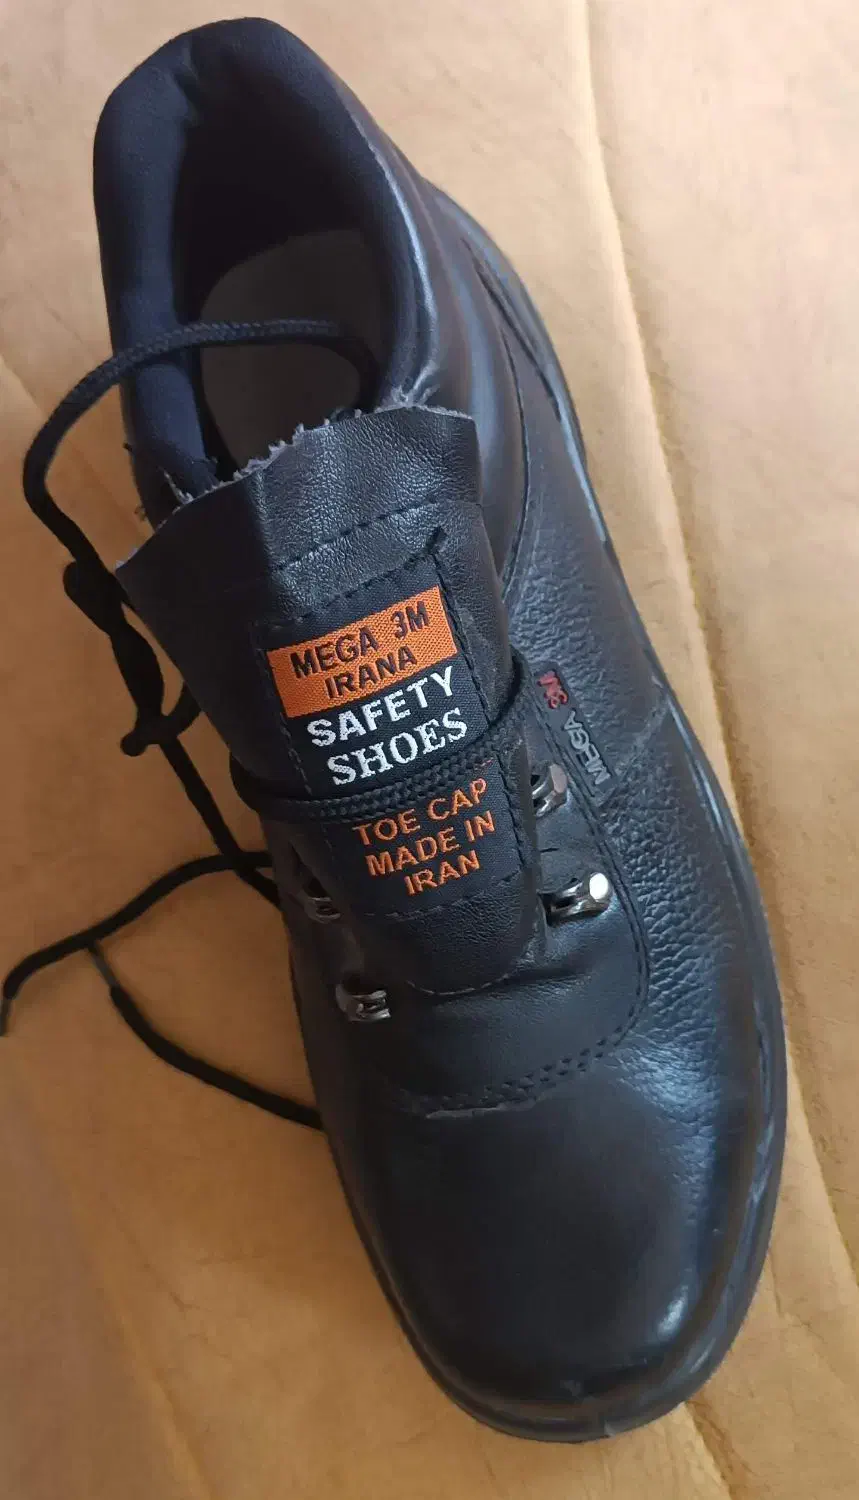 MEGA 3M
IRANA
SAFETY
SHOES
TOE CAP
MADE IN
IRAN
MEGA 3M